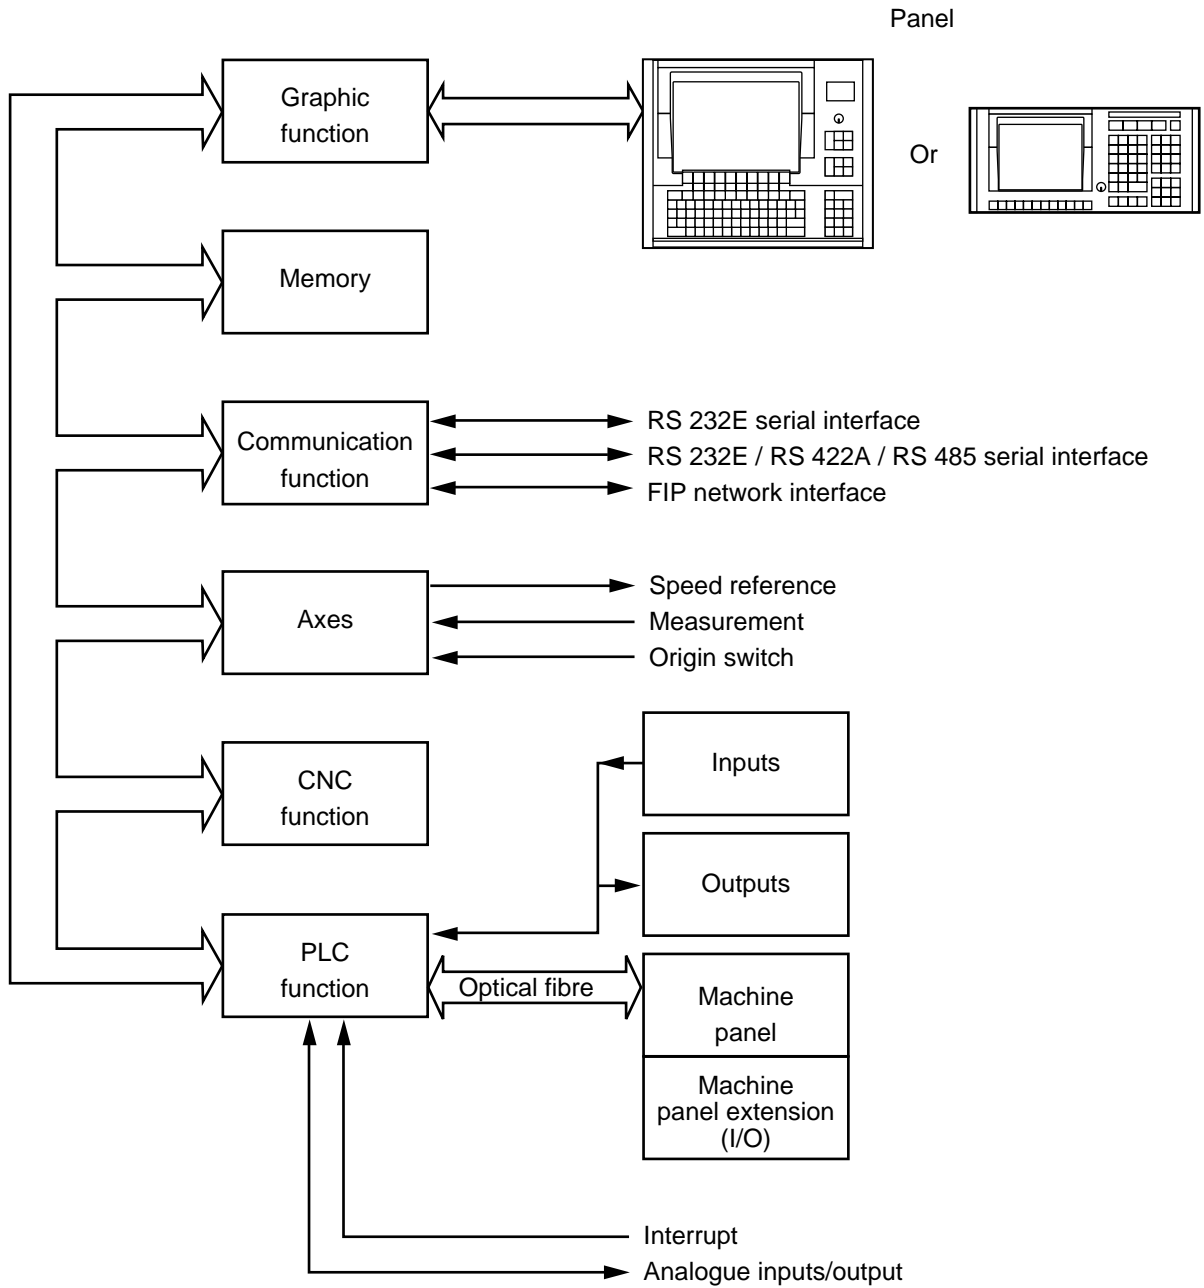 Panel
Graphic
function
Or
Memory
Communication
function
RS 232E serial interface
RS 232E / RS 422A / RS 485 serial interface
FIP network interface
Axes
Speed reference
Measurement
Origin switch
CNC
function
Inputs
Outputs
PLC
function
Optical fibre
Machine
panel
Machine
panel extension
(I/O)
Interrupt
Analogue inputs/output